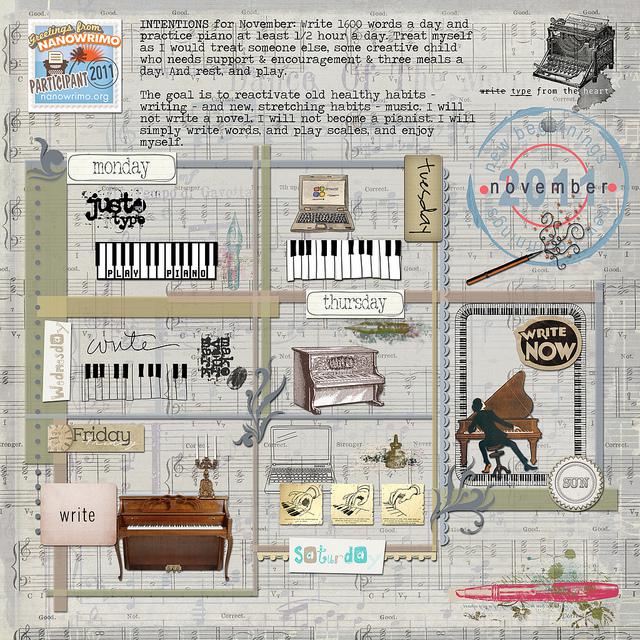 Greetings from
NANOWRIMO
PARTICIPANT 2011
nanowrimo.org
INTENTIONS for November. Write 1600 words a day and
practice piano at least 1/2 hour a day. Treat myself
as I would treat someone else, some creative child
who needs support & encouragement & three meals a
day. And rest, and play.
The goal is to reactivate old healthy habits -
writing - and new, stretching habits - music. I will
not write a novel. I will not become a pianist. I will
simply write words, and play scales, and enjoy
myself.
write type from the heart
new beginnings
2011
november
monday
just
type
PLAY PIANO
tuesday
Wednesday
write
make
your
mark
thursday
WRITE
NOW
Friday
write
Saturday
SUN